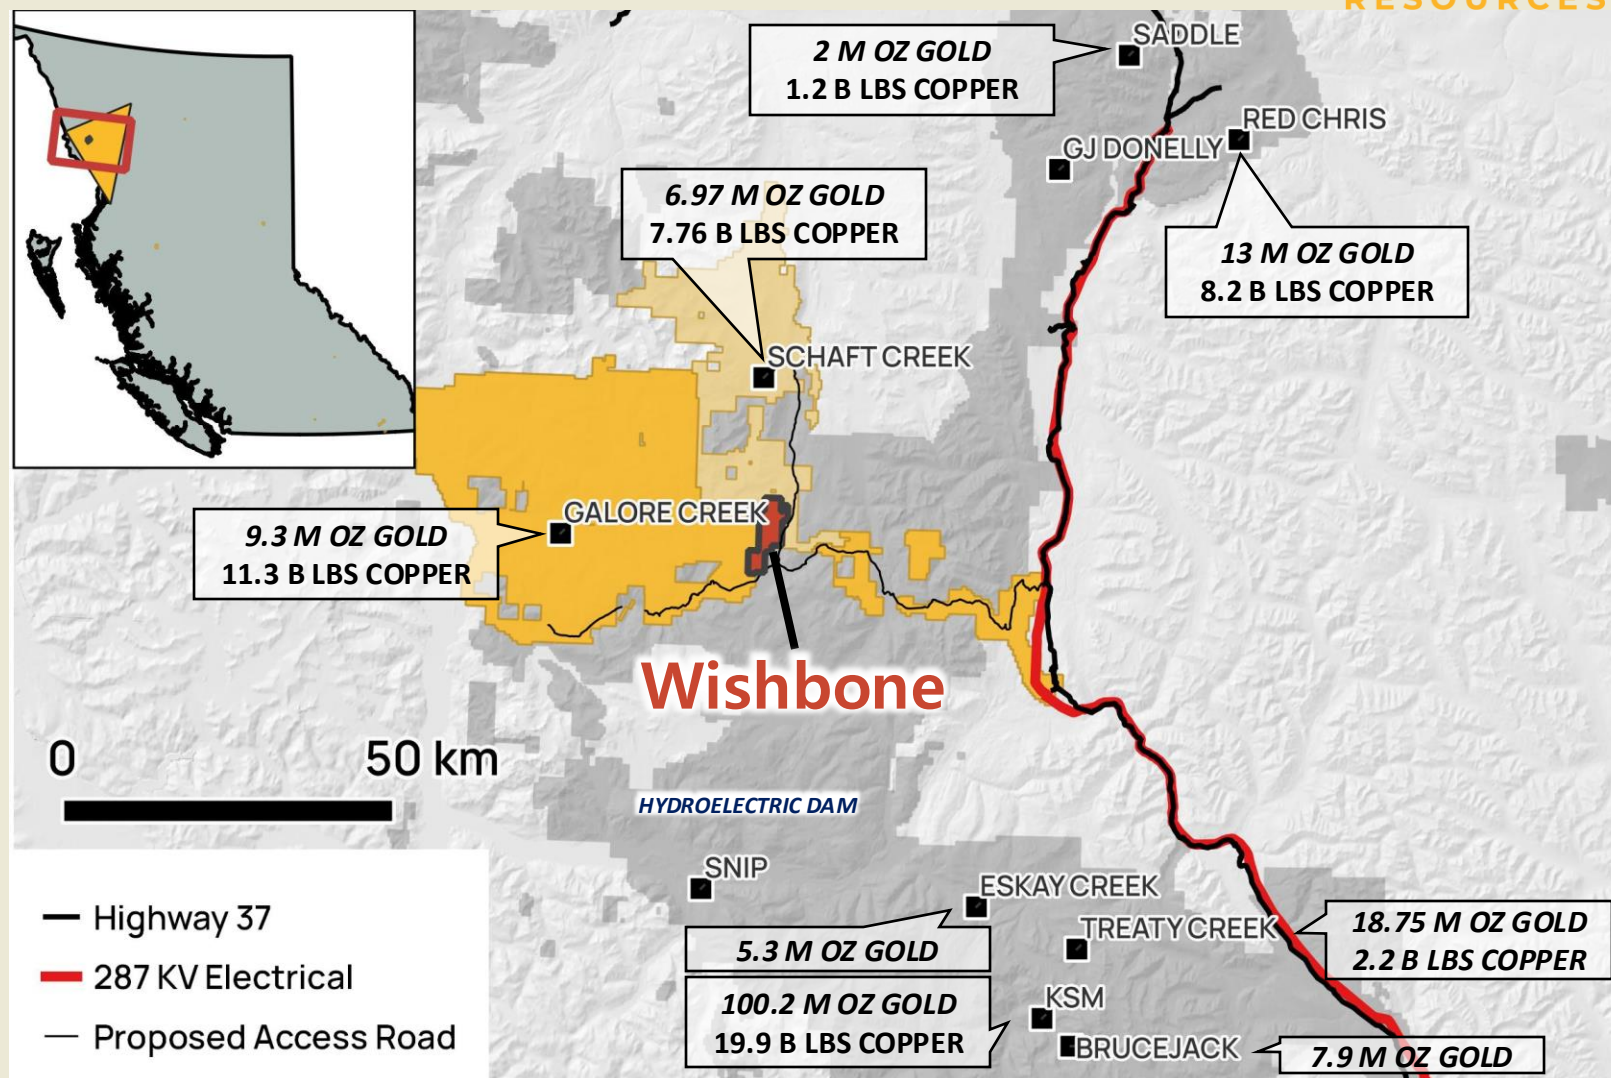 RESOURCES
2 M OZ GOLD
1.2 B LBS COPPER
SADDLE
RED CHRIS
GJ DONELLY
6.97 M OZ GOLD
7.76 B LBS COPPER
13 M OZ GOLD
8.2 B LBS COPPER
SCHAFT CREEK
GALORE CREEK
9.3 M OZ GOLD
11.3 B LBS COPPER
Wishbone
0 50 km
HYDROELECTRIC DAM
SNIP
ESKAY CREEK
5.3 M OZ GOLD
TREATY CREEK
18.75 M OZ GOLD
2.2 B LBS COPPER
KSM
100.2 M OZ GOLD
19.9 B LBS COPPER
BRUCEJACK
7.9 M OZ GOLD
Highway 37
287 KV Electrical
Proposed Access Road